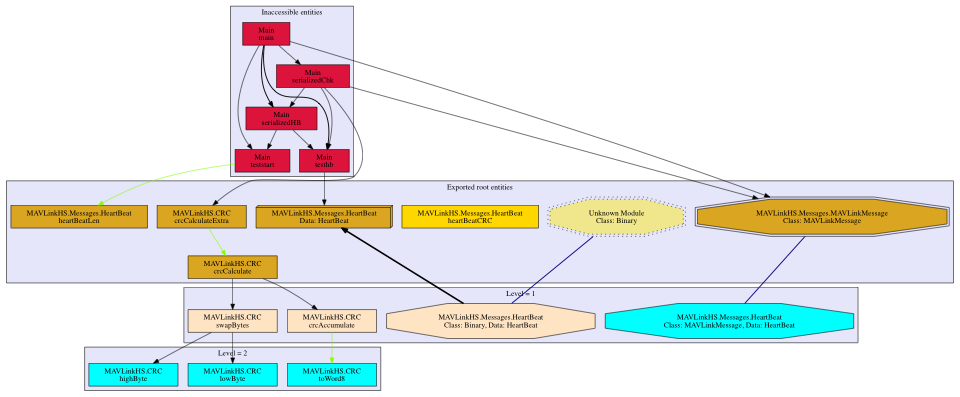 Inaccessible entities
Main
main
Main
serializedChk
Main
serializedHB
Main
teststart
Main
testhb
Exported root entities
MAVLinkHS.Messages.HeartBeat
heartBeatLen
MAVLinkHS.CRC
crcCalculateExtra
MAVLinkHS.Messages.HeartBeat
Data: HeartBeat
MAVLinkHS.Messages.HeartBeat
heartBeatCRC
Unknown Module
Class: Binary
MAVLinkHS.Messages.MAVLinkMessage
Class: MAVLinkMessage
MAVLinkHS.CRC
crcCalculate
Level = 1
MAVLinkHS.CRC
swapBytes
MAVLinkHS.CRC
crcAccumulate
MAVLinkHS.Messages.HeartBeat
Class: Binary, Data: HeartBeat
MAVLinkHS.Messages.HeartBeat
Class: MAVLinkMessage, Data: HeartBeat
Level = 2
MAVLinkHS.CRC
highByte
MAVLinkHS.CRC
lowByte
MAVLinkHS.CRC
toWord8